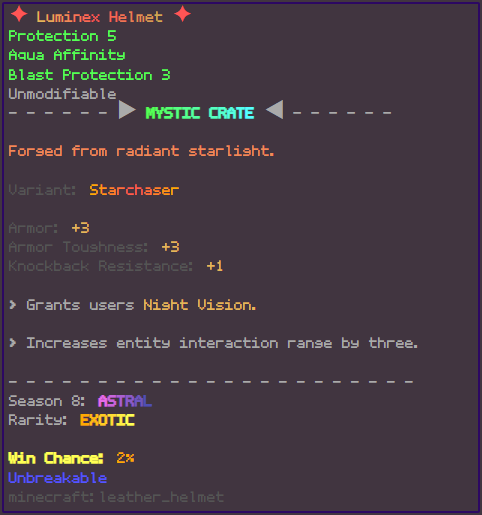 ✦ Luminex Helmet ✦
Protection 5
Aqua Affinity
Blast Protection 3
Unmodifiable
- - - - - - ▶ MYSTIC CRATE ◀ - - - - - -
Forged from radiant starlight.
Variant: Starchaser
Armor: +3
Armor Toughness: +3
Knockback Resistance: +1
> Grants users Night Vision.
> Increases entity interaction range by three.
- - - - - - - - - - - - - - - - - - - - - - -
Season 8: ASTRAL
Rarity: EXOTIC
Win Chance: 2%
Unbreakable
minecraft:leather_helmet